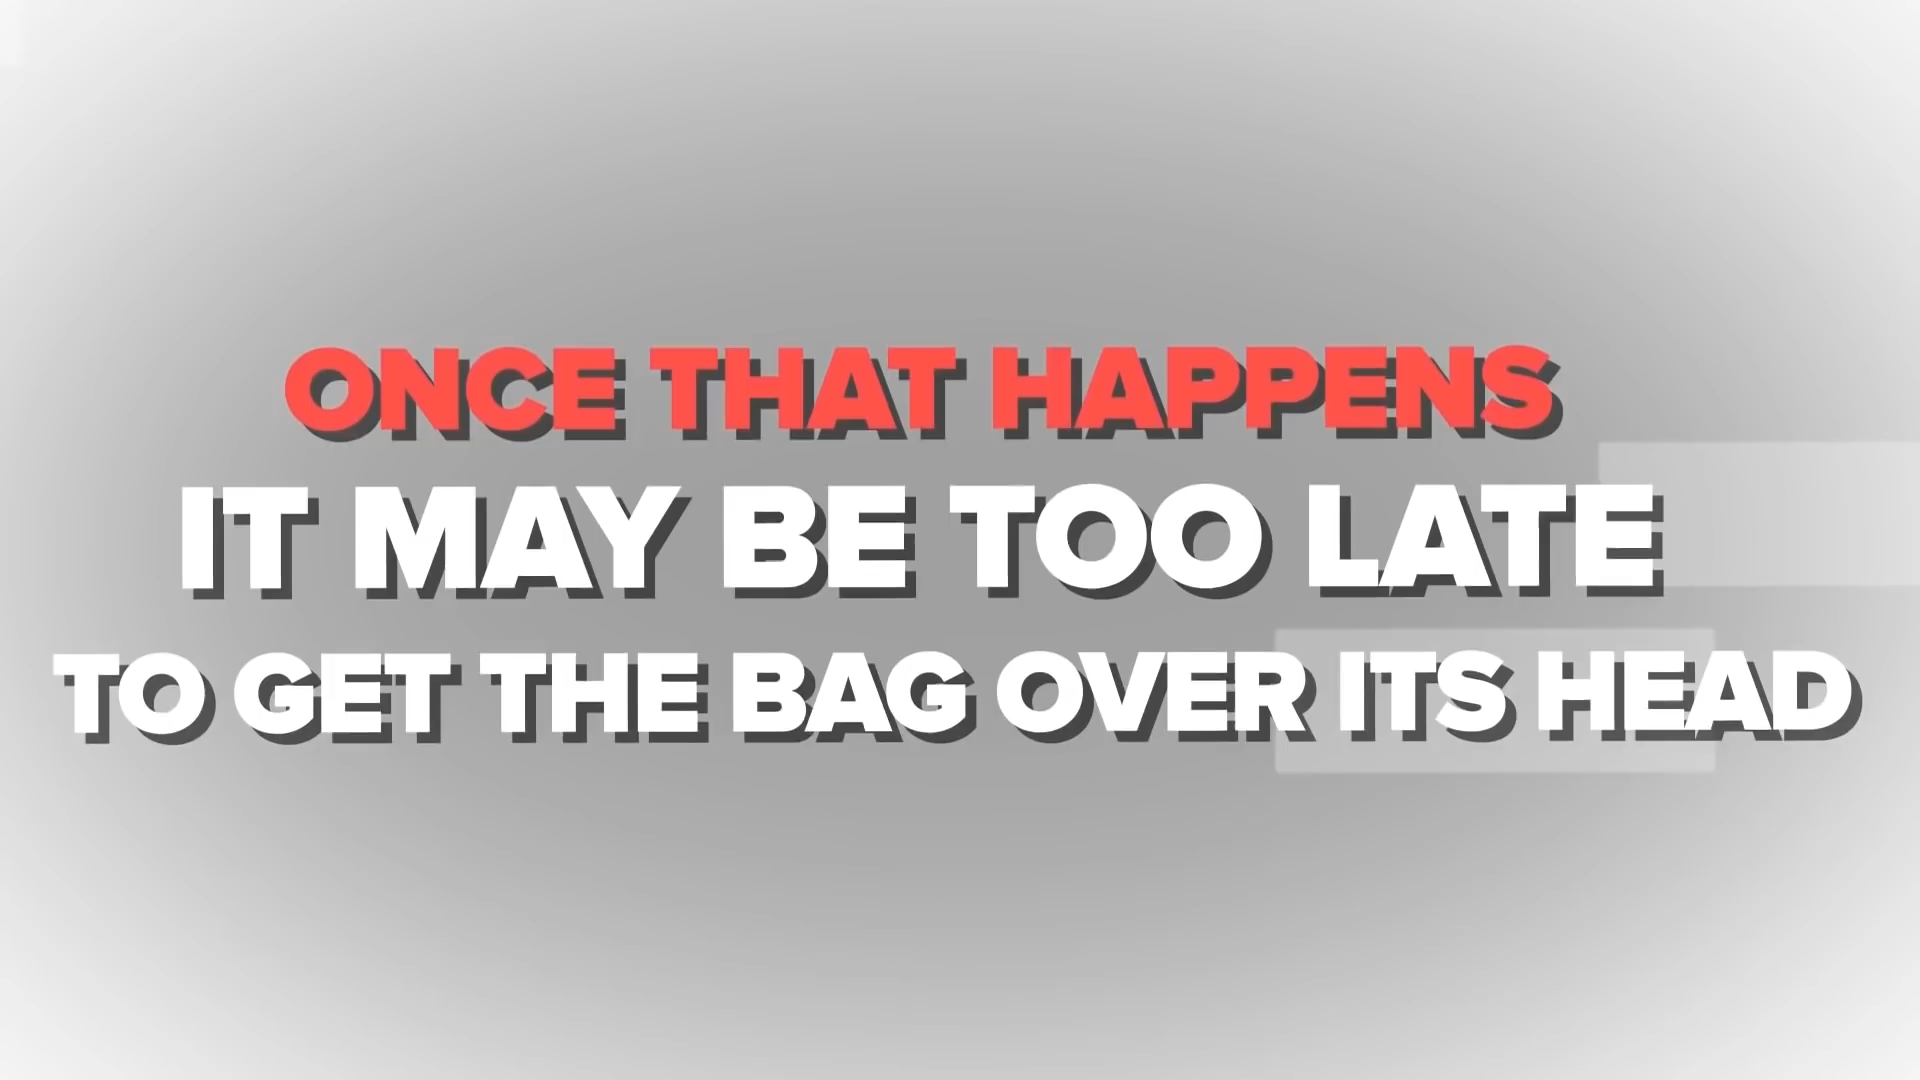 ONCE THAT HAPPENS
IT MAY BE TOO LATE
TO GET THE BAG OVER ITS HEAD